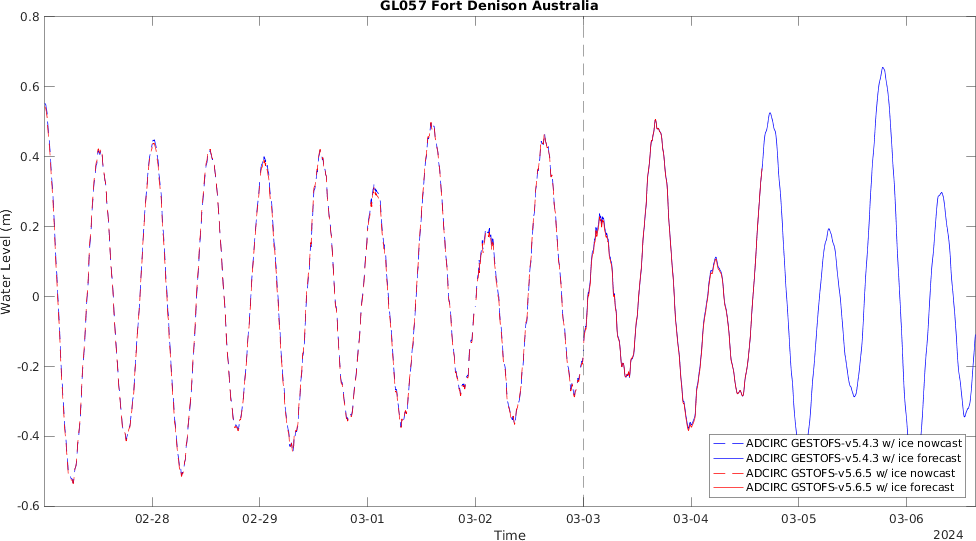 GL057 Fort Denison Australia
0.8
0.6
0.4
0.2
0
-0.2
-0.4
-0.6
Water Level (m)
ADCIRC GESTOFS-v5.4.3 w/ ice nowcast
ADCIRC GESTOFS-v5.4.3 w/ ice forecast
ADCIRC GSTOFS-v5.6.5 w/ ice nowcast
ADCIRC GSTOFS-v5.6.5 w/ ice forecast
02-28 02-29 03-01 03-02 03-03 03-04 03-05 03-06
Time 2024